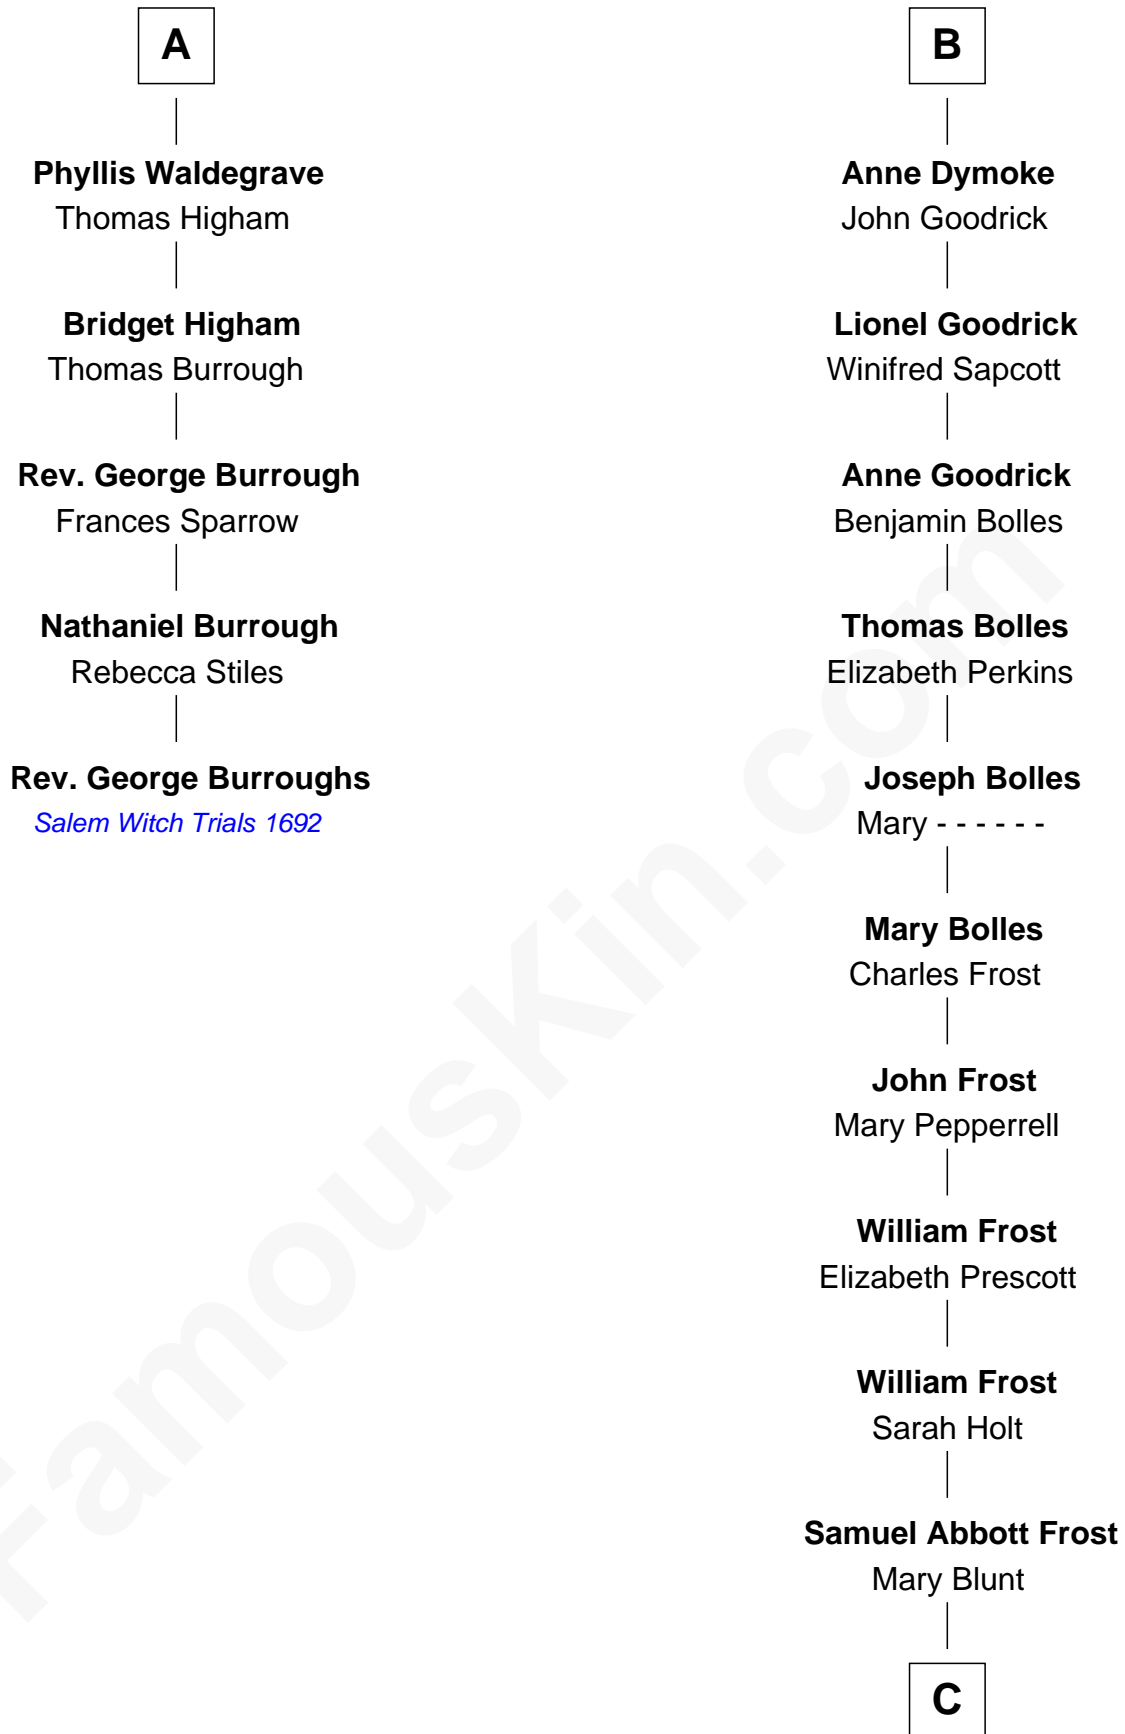 A
Phyllis Waldegrave
Thomas Higham
Bridget Higham
Thomas Burrough
Rev. George Burrough
Frances Sparrow
Nathaniel Burrough
Rebecca Stiles
Rev. George Burroughs
Salem Witch Trials 1692
B
Anne Dymoke
John Goodrick
Lionel Goodrick
Winifred Sapcott
Anne Goodrick
Benjamin Bolles
Thomas Bolles
Elizabeth Perkins
Joseph Bolles
Mary - - - - - -
Mary Bolles
Charles Frost
John Frost
Mary Pepperrell
William Frost
Elizabeth Prescott
William Frost
Sarah Holt
Samuel Abbott Frost
Mary Blunt
C
FamousKin.com